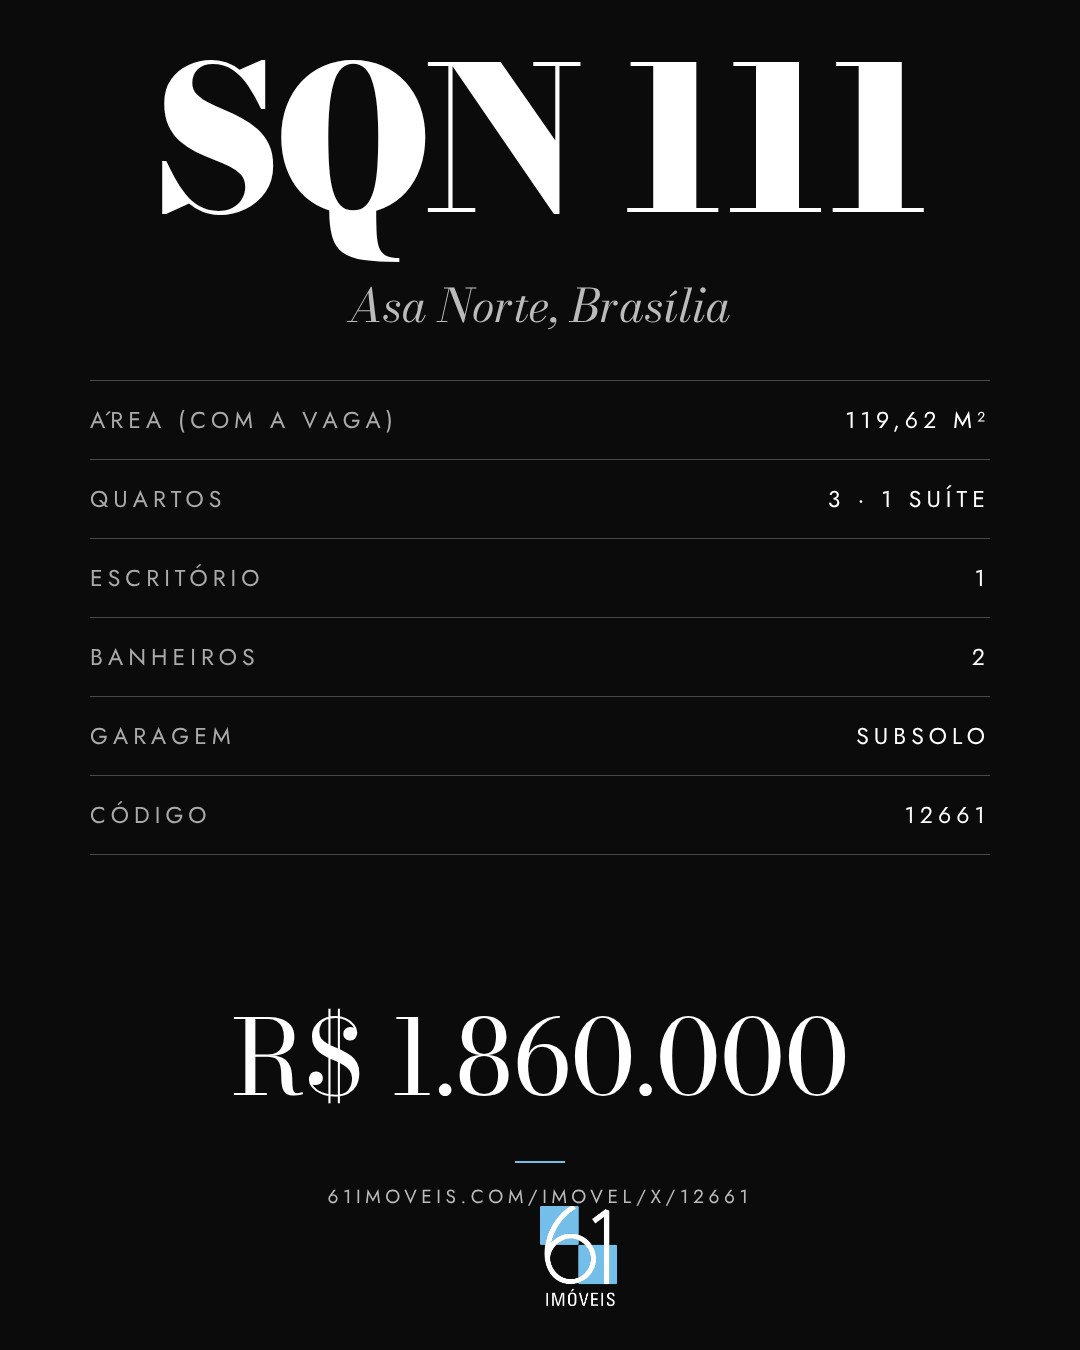 SQN 111
Asa Norte, Brasília
ÁREA (COM A VAGA) 119,62 M²
QUARTOS 3 · 1 SUÍTE
ESCRITÓRIO 1
BANHEIROS 2
GARAGEM SUBSOLO
CÓDIGO 12661
R$ 1.860.000
61IMOVEIS.COM/IMOVEL/X/12661
61
IMÓVEIS